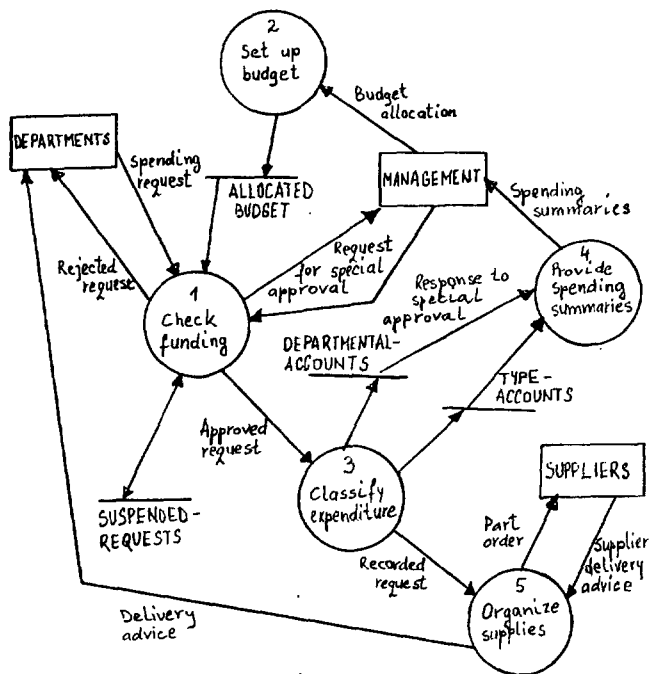 2
Set up
budget
Budget
allocation
DEPARTMENTS
Spending
request
ALLOCATED
BUDGET
MANAGEMENT
Spending
summaries
Rejected
request
Request
for special
approval
1
Check
funding
Response to
special
approval
4
Provide
spending
summaries
DEPARTMENTAL-
ACCOUNTS
TYPE-
ACCOUNTS
Approved
request
SUSPENDED-
REQUESTS
3
Classify
expenditure
SUPPLIERS
Part
order
Supplier
delivery
advice
Recorded
request
5
Organize
supplies
Delivery
advice